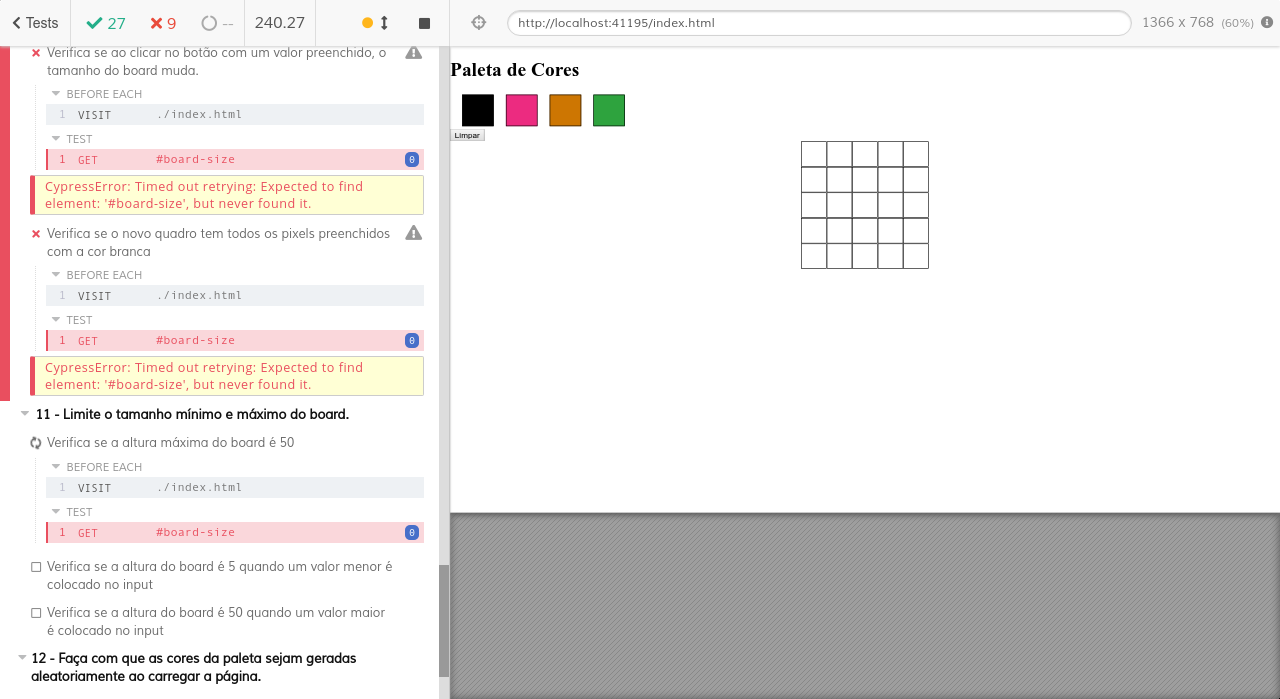 Tests 27 9 -- 240.27 http://localhost:41195/index.html 1366 x 768 (60%)
Verifica se ao clicar no botão com um valor preenchido, o
tamanho do board muda.
BEFORE EACH
1 VISIT ./index.html
TEST
1 GET #board-size 0
CypressError: Timed out retrying: Expected to find
element: '#board-size', but never found it.
Verifica se o novo quadro tem todos os pixels preenchidos
com a cor branca
BEFORE EACH
1 VISIT ./index.html
TEST
1 GET #board-size 0
CypressError: Timed out retrying: Expected to find
element: '#board-size', but never found it.
11 - Limite o tamanho mínimo e máximo do board.
Verifica se a altura máxima do board é 50
BEFORE EACH
1 VISIT ./index.html
TEST
1 GET #board-size 0
Verifica se a altura do board é 5 quando um valor menor é
colocado no input
Verifica se a altura do board é 50 quando um valor maior
é colocado no input
12 - Faça com que as cores da paleta sejam geradas
aleatoriamente ao carregar a página.
Paleta de Cores
Limpar